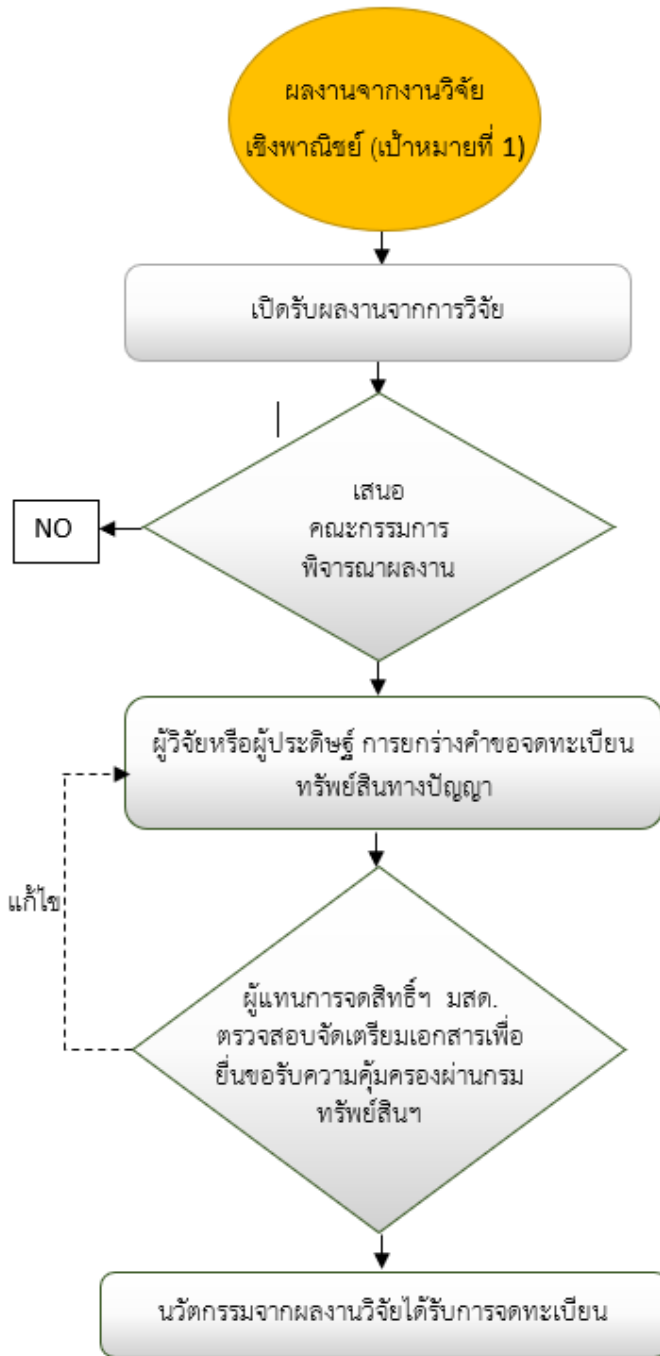 ผลงานจากงานวิจัย
เชิงพาณิชย์ (เป้าหมายที่ 1)
เปิดรับผลงานจากการวิจัย
เสนอ
คณะกรรมการ
พิจารณาผลงาน
NO
ผู้วิจัยหรือผู้ประดิษฐ์ การยกร่างคำขอจดทะเบียน
ทรัพย์สินทางปัญญา
แก้ไข
ผู้แทนการจดสิทธิ์ฯ มสด.
ตรวจสอบจัดเตรียมเอกสารเพื่อ
ยื่นขอรับความคุ้มครองผ่านกรม
ทรัพย์สินฯ
นวัตกรรมจากผลงานวิจัยได้รับการจดทะเบียน